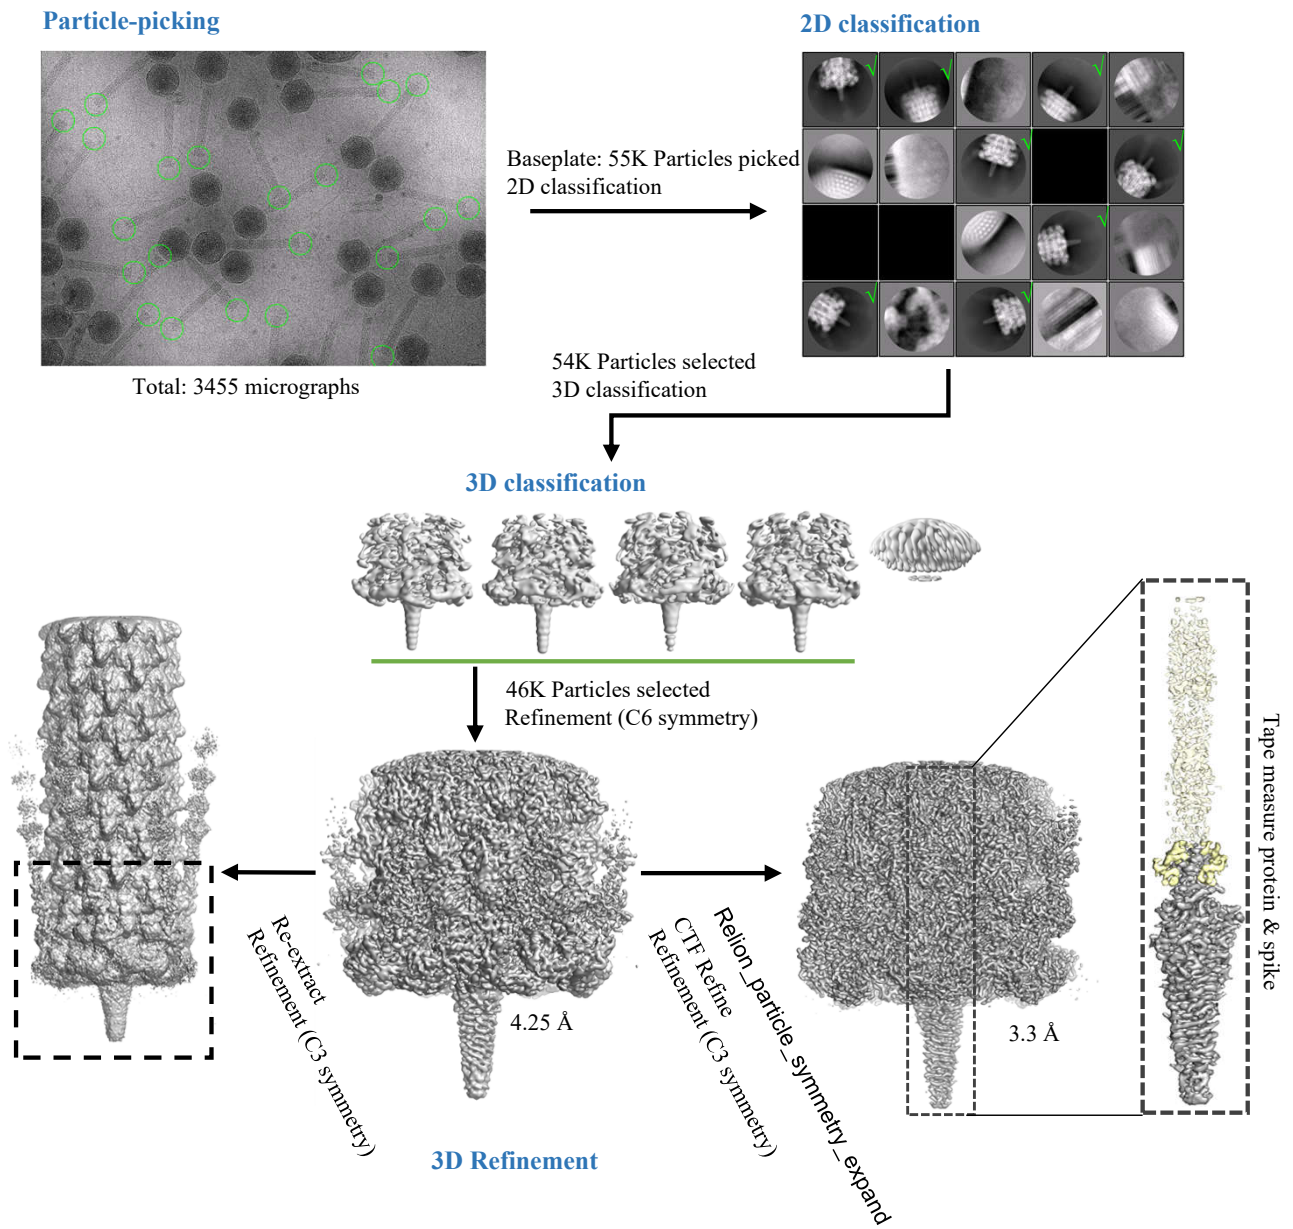 Particle-picking
2D classification
Baseplate: 55K Particles picked
2D classification
Total: 3455 micrographs
54K Particles selected
3D classification
3D classification
46K Particles selected
Refinement (C6 symmetry)
Tape measure protein & spike
Re-extract
Refinement (C3 symmetry)
4.25 Å
Relion_particle_symmetry_expand
CTF Refine
Refinement (C3 symmetry)
3.3 Å
3D Refinement